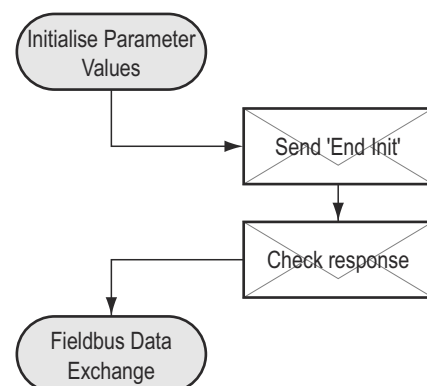 Initialise Parameter
Values
Send 'End Init'
Check response
Fieldbus Data
Exchange